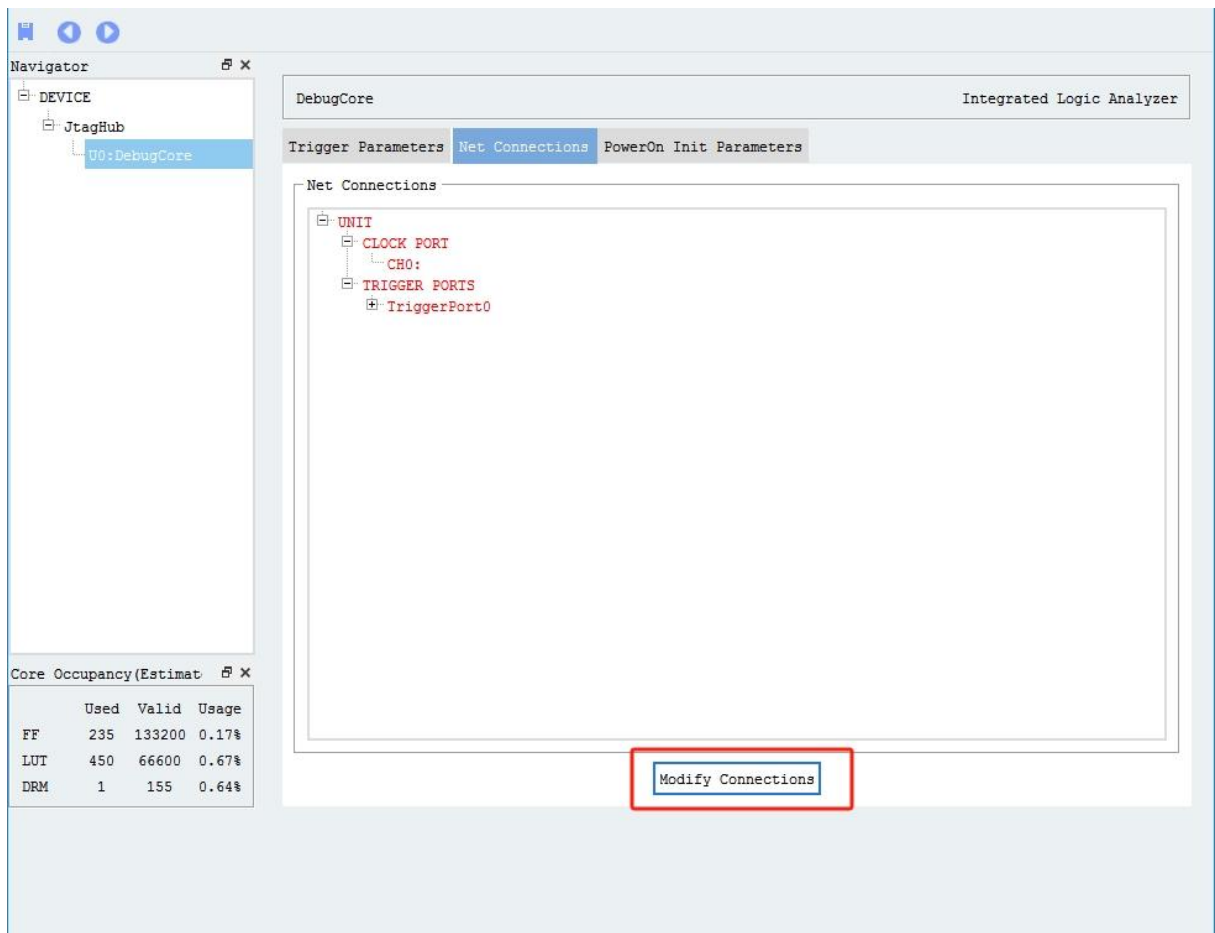 Navigator
DEVICE
JtagHub
U0:DebugCore
DebugCore Integrated Logic Analyzer
Trigger Parameters Net Connections PowerOn Init Parameters
Net Connections
UNIT
CLOCK PORT
CH0:
TRIGGER PORTS
TriggerPort0
Core Occupancy(Estimat
Used Valid Usage
FF 235 133200 0.17%
LUT 450 66600 0.67%
DRM 1 155 0.64%
Modify Connections